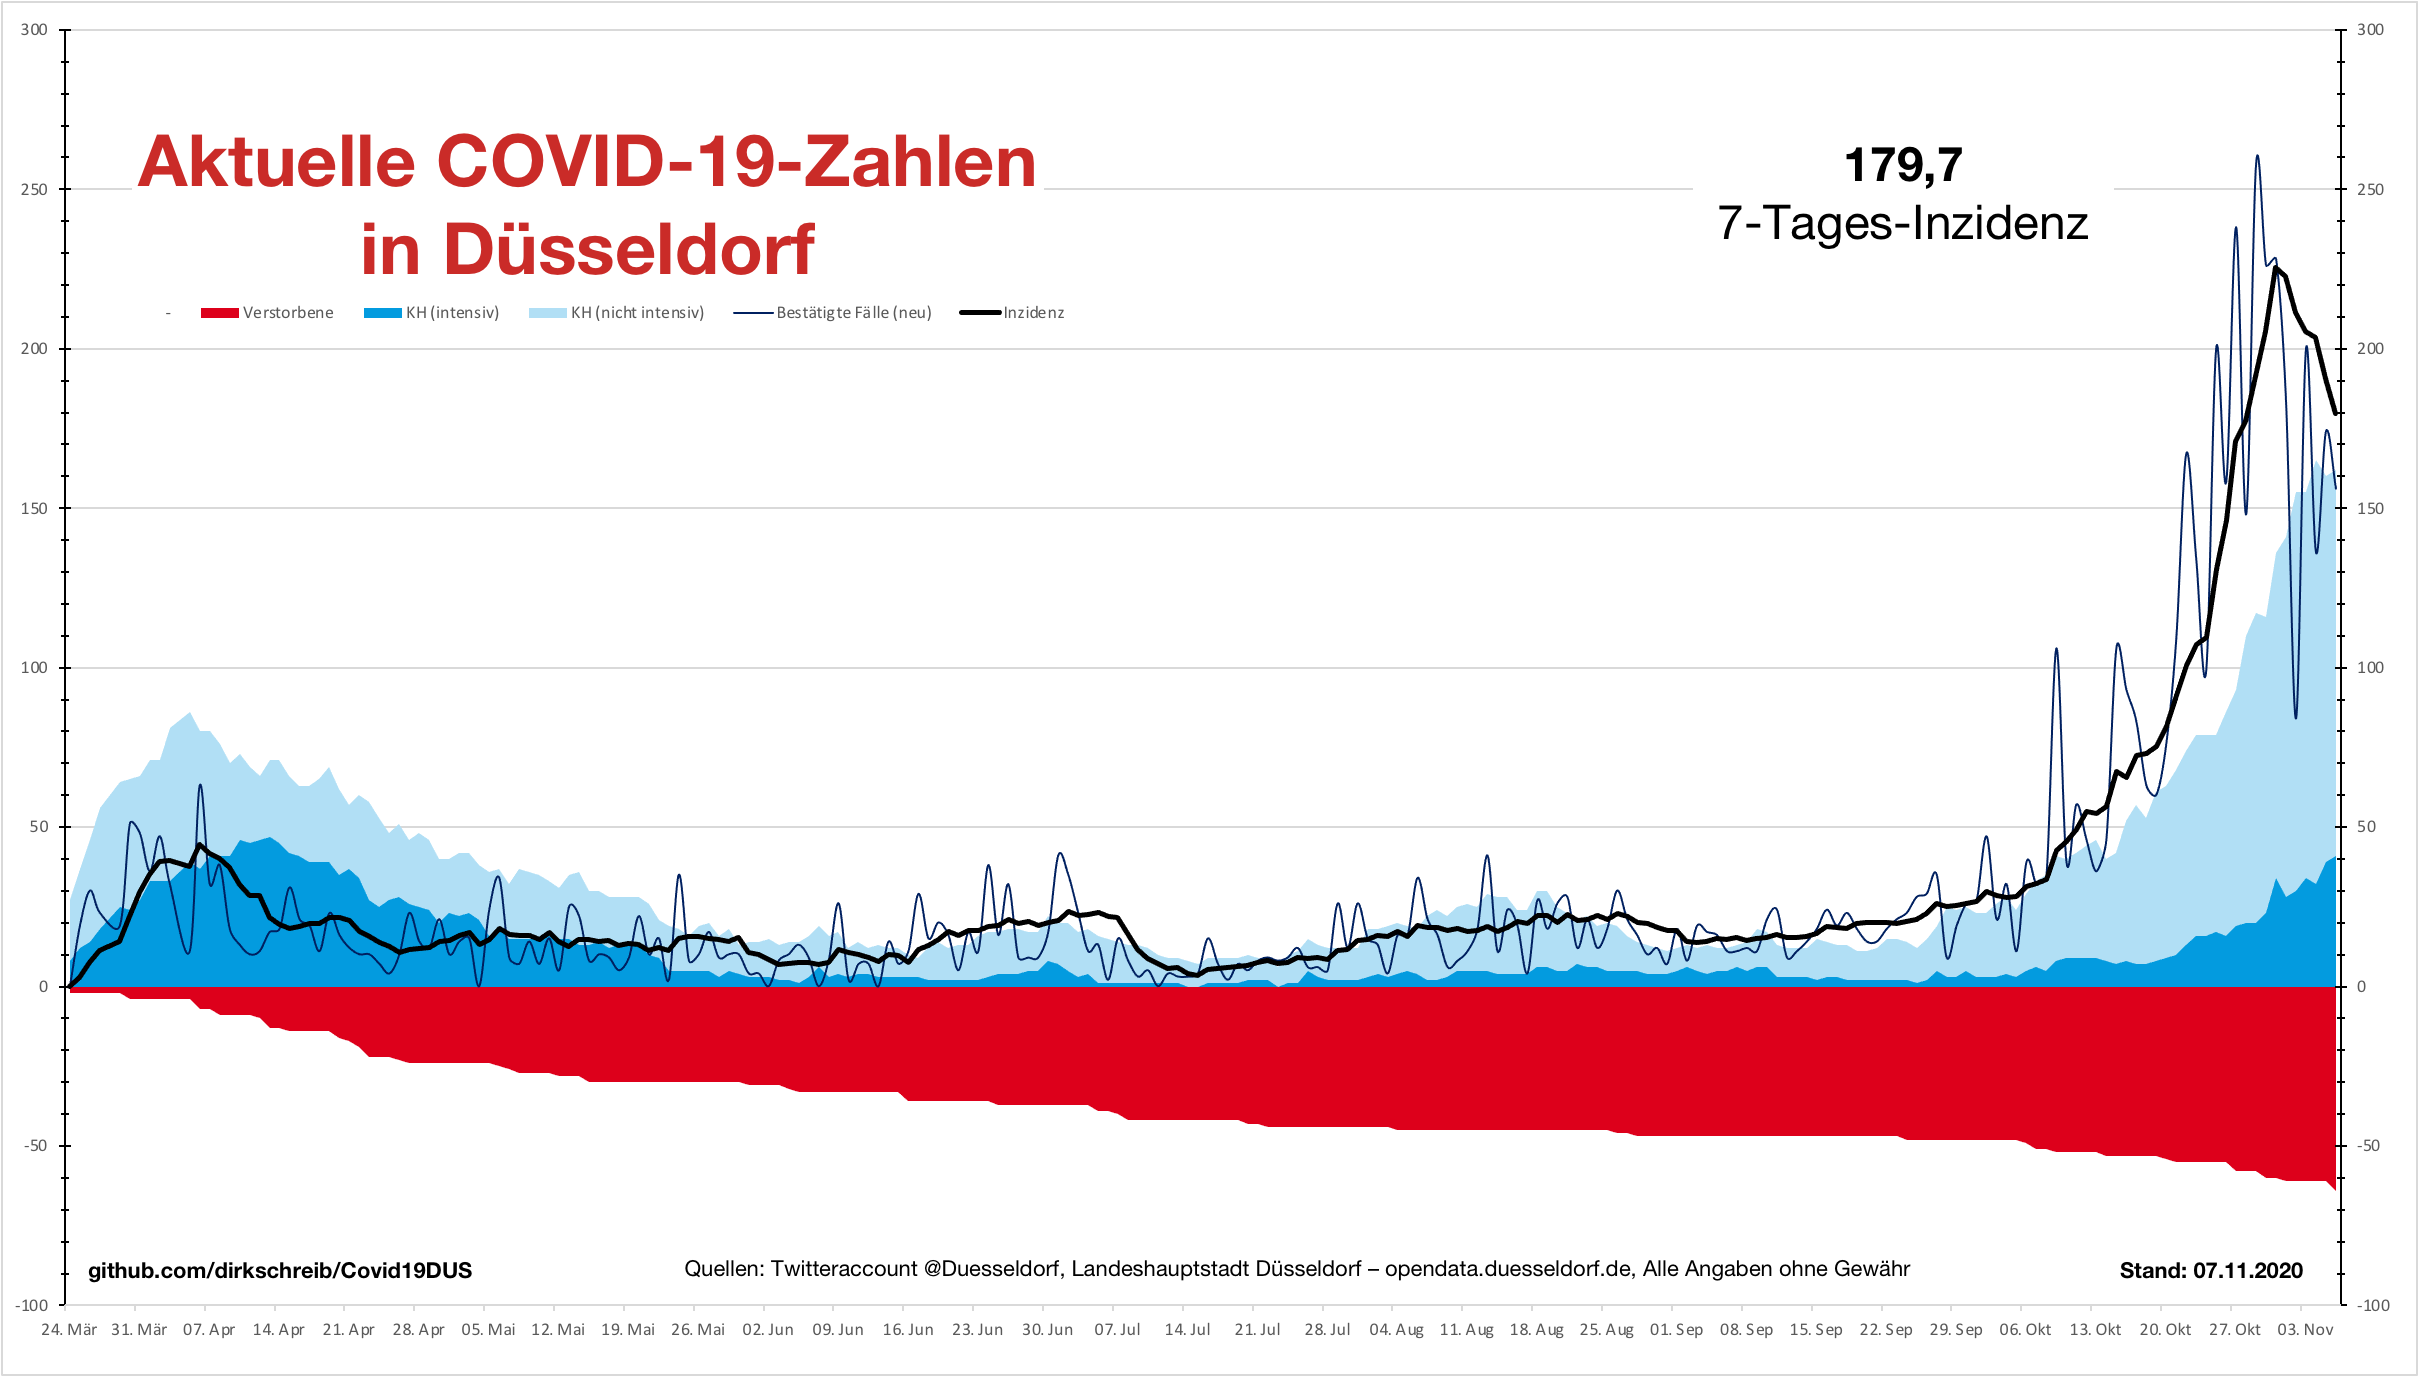 Aktuelle COVID-19-Zahlen
in Düsseldorf
179,7
7-Tages-Inzidenz
- Verstorbene KH (intensiv) KH (nicht intensiv) Bestätigte Fälle (neu) Inzidenz
300 300
250 250
200 200
150 150
100 100
50 50
0 0
-50 -50
-100 -100
github.com/dirkschreib/Covid19DUS Quellen: Twitteraccount @Duesseldorf, Landeshauptstadt Düsseldorf – opendata.duesseldorf.de, Alle Angaben ohne Gewähr Stand: 07.11.2020
24. Mär 31. Mär 07. Apr 14. Apr 21. Apr 28. Apr 05. Mai 12. Mai 19. Mai 26. Mai 02. Jun 09. Jun 16. Jun 23. Jun 30. Jun 07. Jul 14. Jul 21. Jul 28. Jul 04. Aug 11. Aug 18. Aug 25. Aug 01. Sep 08. Sep 15. Sep 22. Sep 29. Sep 06. Okt 13. Okt 20. Okt 27. Okt 03. Nov